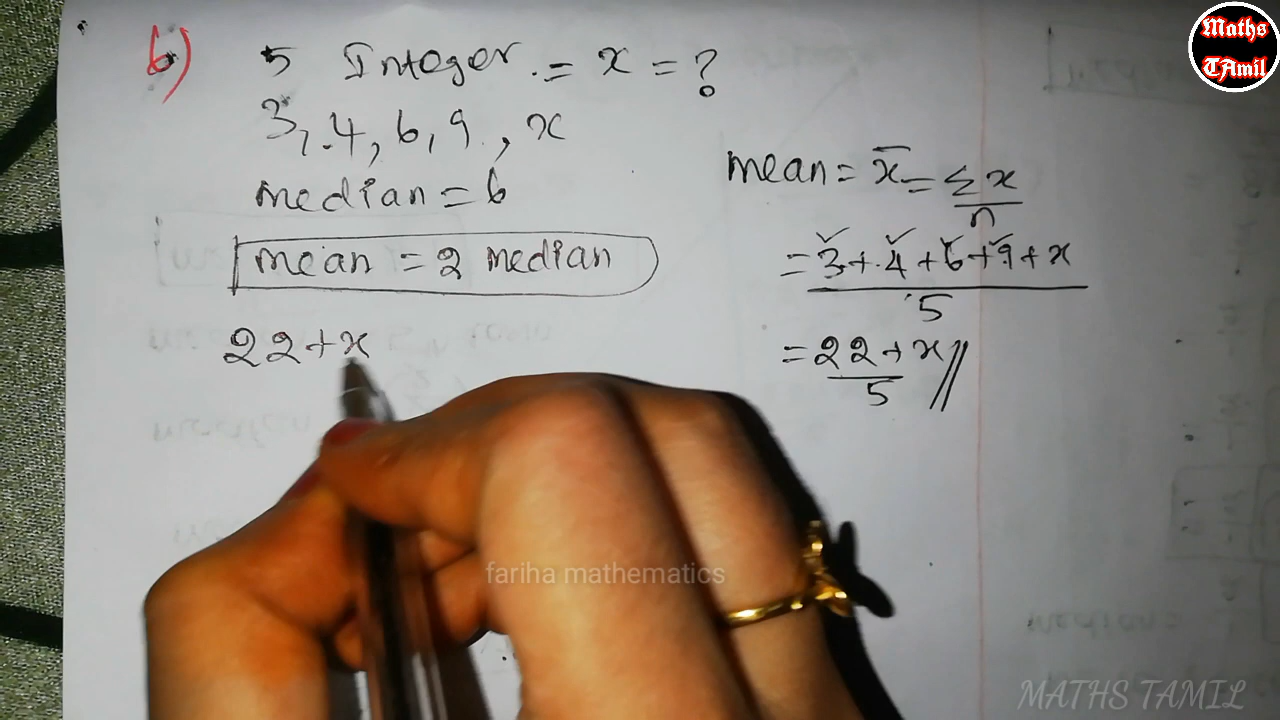 b) 5 Integer. = x = ?
3, 4, 6, 9, x
median = 6
mean = 2 median
22+x
mean = x̄ = Σx/n
= 3+4+6+9+x
5
= 22+x //
5
Maths
TAmil
fariha mathematics
MATHS TAMIL